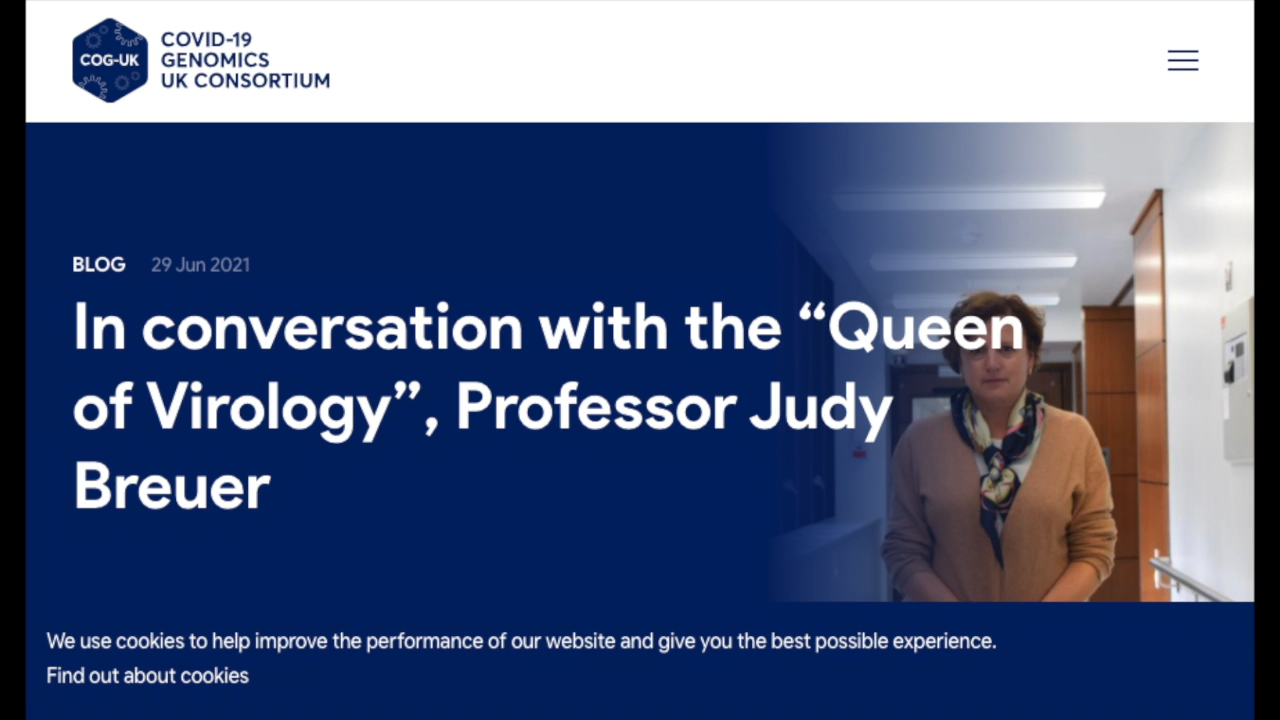 COG-UK
COVID-19
GENOMICS
UK CONSORTIUM
BLOG 29 Jun 2021
In conversation with the “Queen
of Virology”, Professor Judy
Breuer
We use cookies to help improve the performance of our website and give you the best possible experience.
Find out about cookies